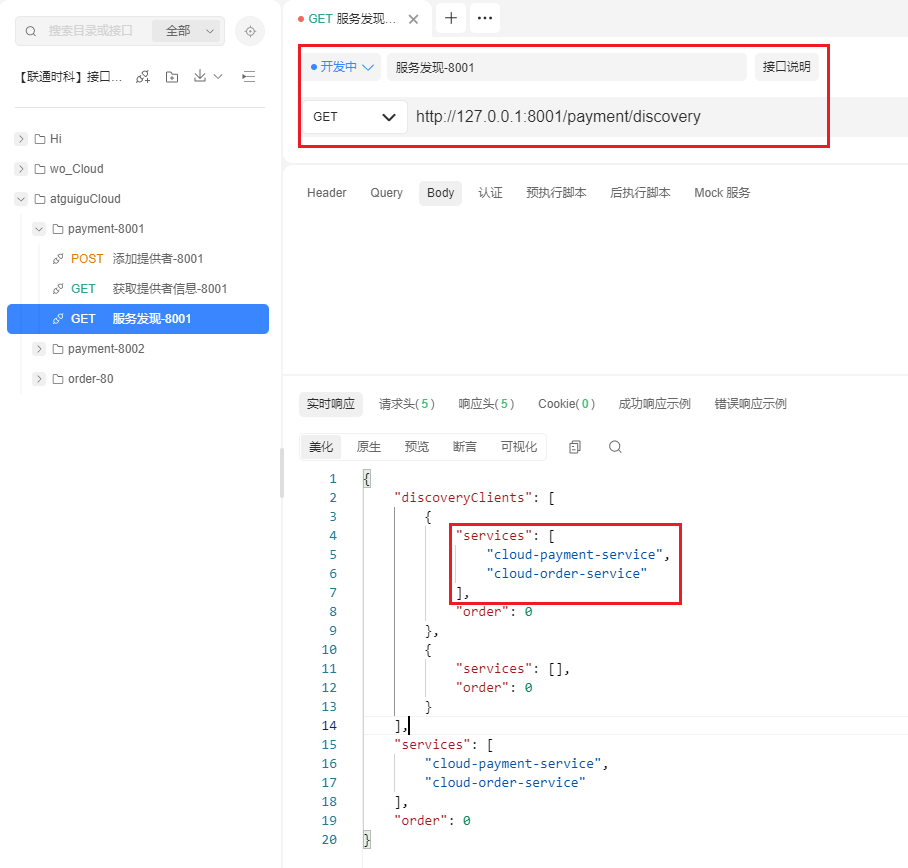 搜索目录或接口
全部
【联通时科】接口...
Hi
wo_Cloud
atguiguCloud
payment-8001
POST 添加提供者-8001
GET 获取提供者信息-8001
GET 服务发现-8001
payment-8002
order-80
GET 服务发现...
开发中
服务发现-8001
接口说明
GET
http://127.0.0.1:8001/payment/discovery
Header Query Body 认证 预执行脚本 后执行脚本 Mock 服务
实时响应 请求头(5) 响应头(5) Cookie(0) 成功响应示例 错误响应示例
美化 原生 预览 断言 可视化
1 {
2 "discoveryClients": [
3 {
4 "services": [
5 "cloud-payment-service",
6 "cloud-order-service"
7 ],
8 "order": 0
9 },
10 {
11 "services": [],
12 "order": 0
13 }
14 ],
15 "services": [
16 "cloud-payment-service",
17 "cloud-order-service"
18 ],
19 "order": 0
20 }